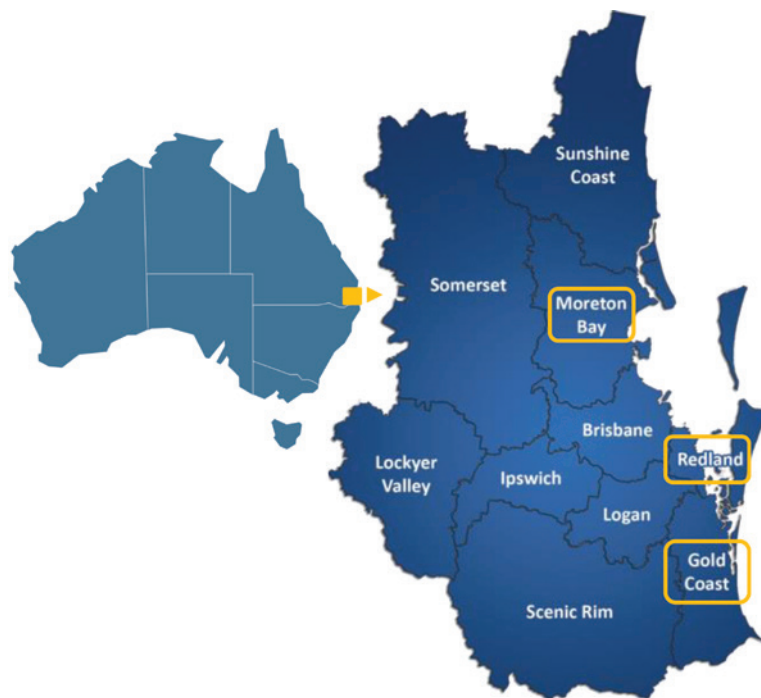 Sunshine
Coast
Somerset
Moreton
Bay
Brisbane
Redland
Lockyer
Valley
Ipswich
Logan
Gold
Coast
Scenic Rim